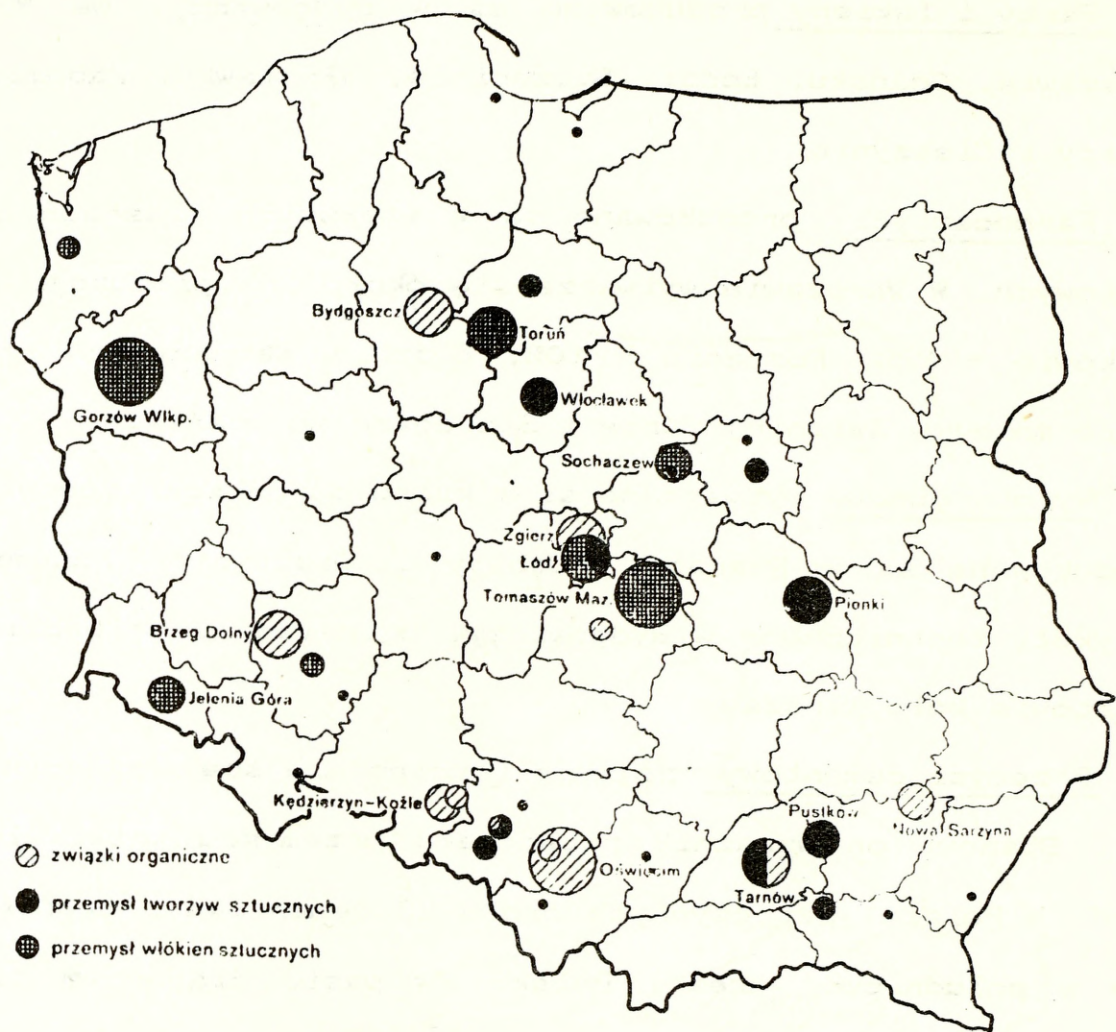 Bydgoszcz
Toruń
Gorzów Wlkp.
Włocławek
Sochaczew
Zgierz
Łódź
Tomaszów Maz.
Pionki
Brzeg Dolny
Jelenia Góra
Kędzierzyn-Koźle
Pustków
Nowa Sarzyna
Oświęcim
Tarnów
związki organiczne
przemysł tworzyw sztucznych
przemysł włókien sztucznych